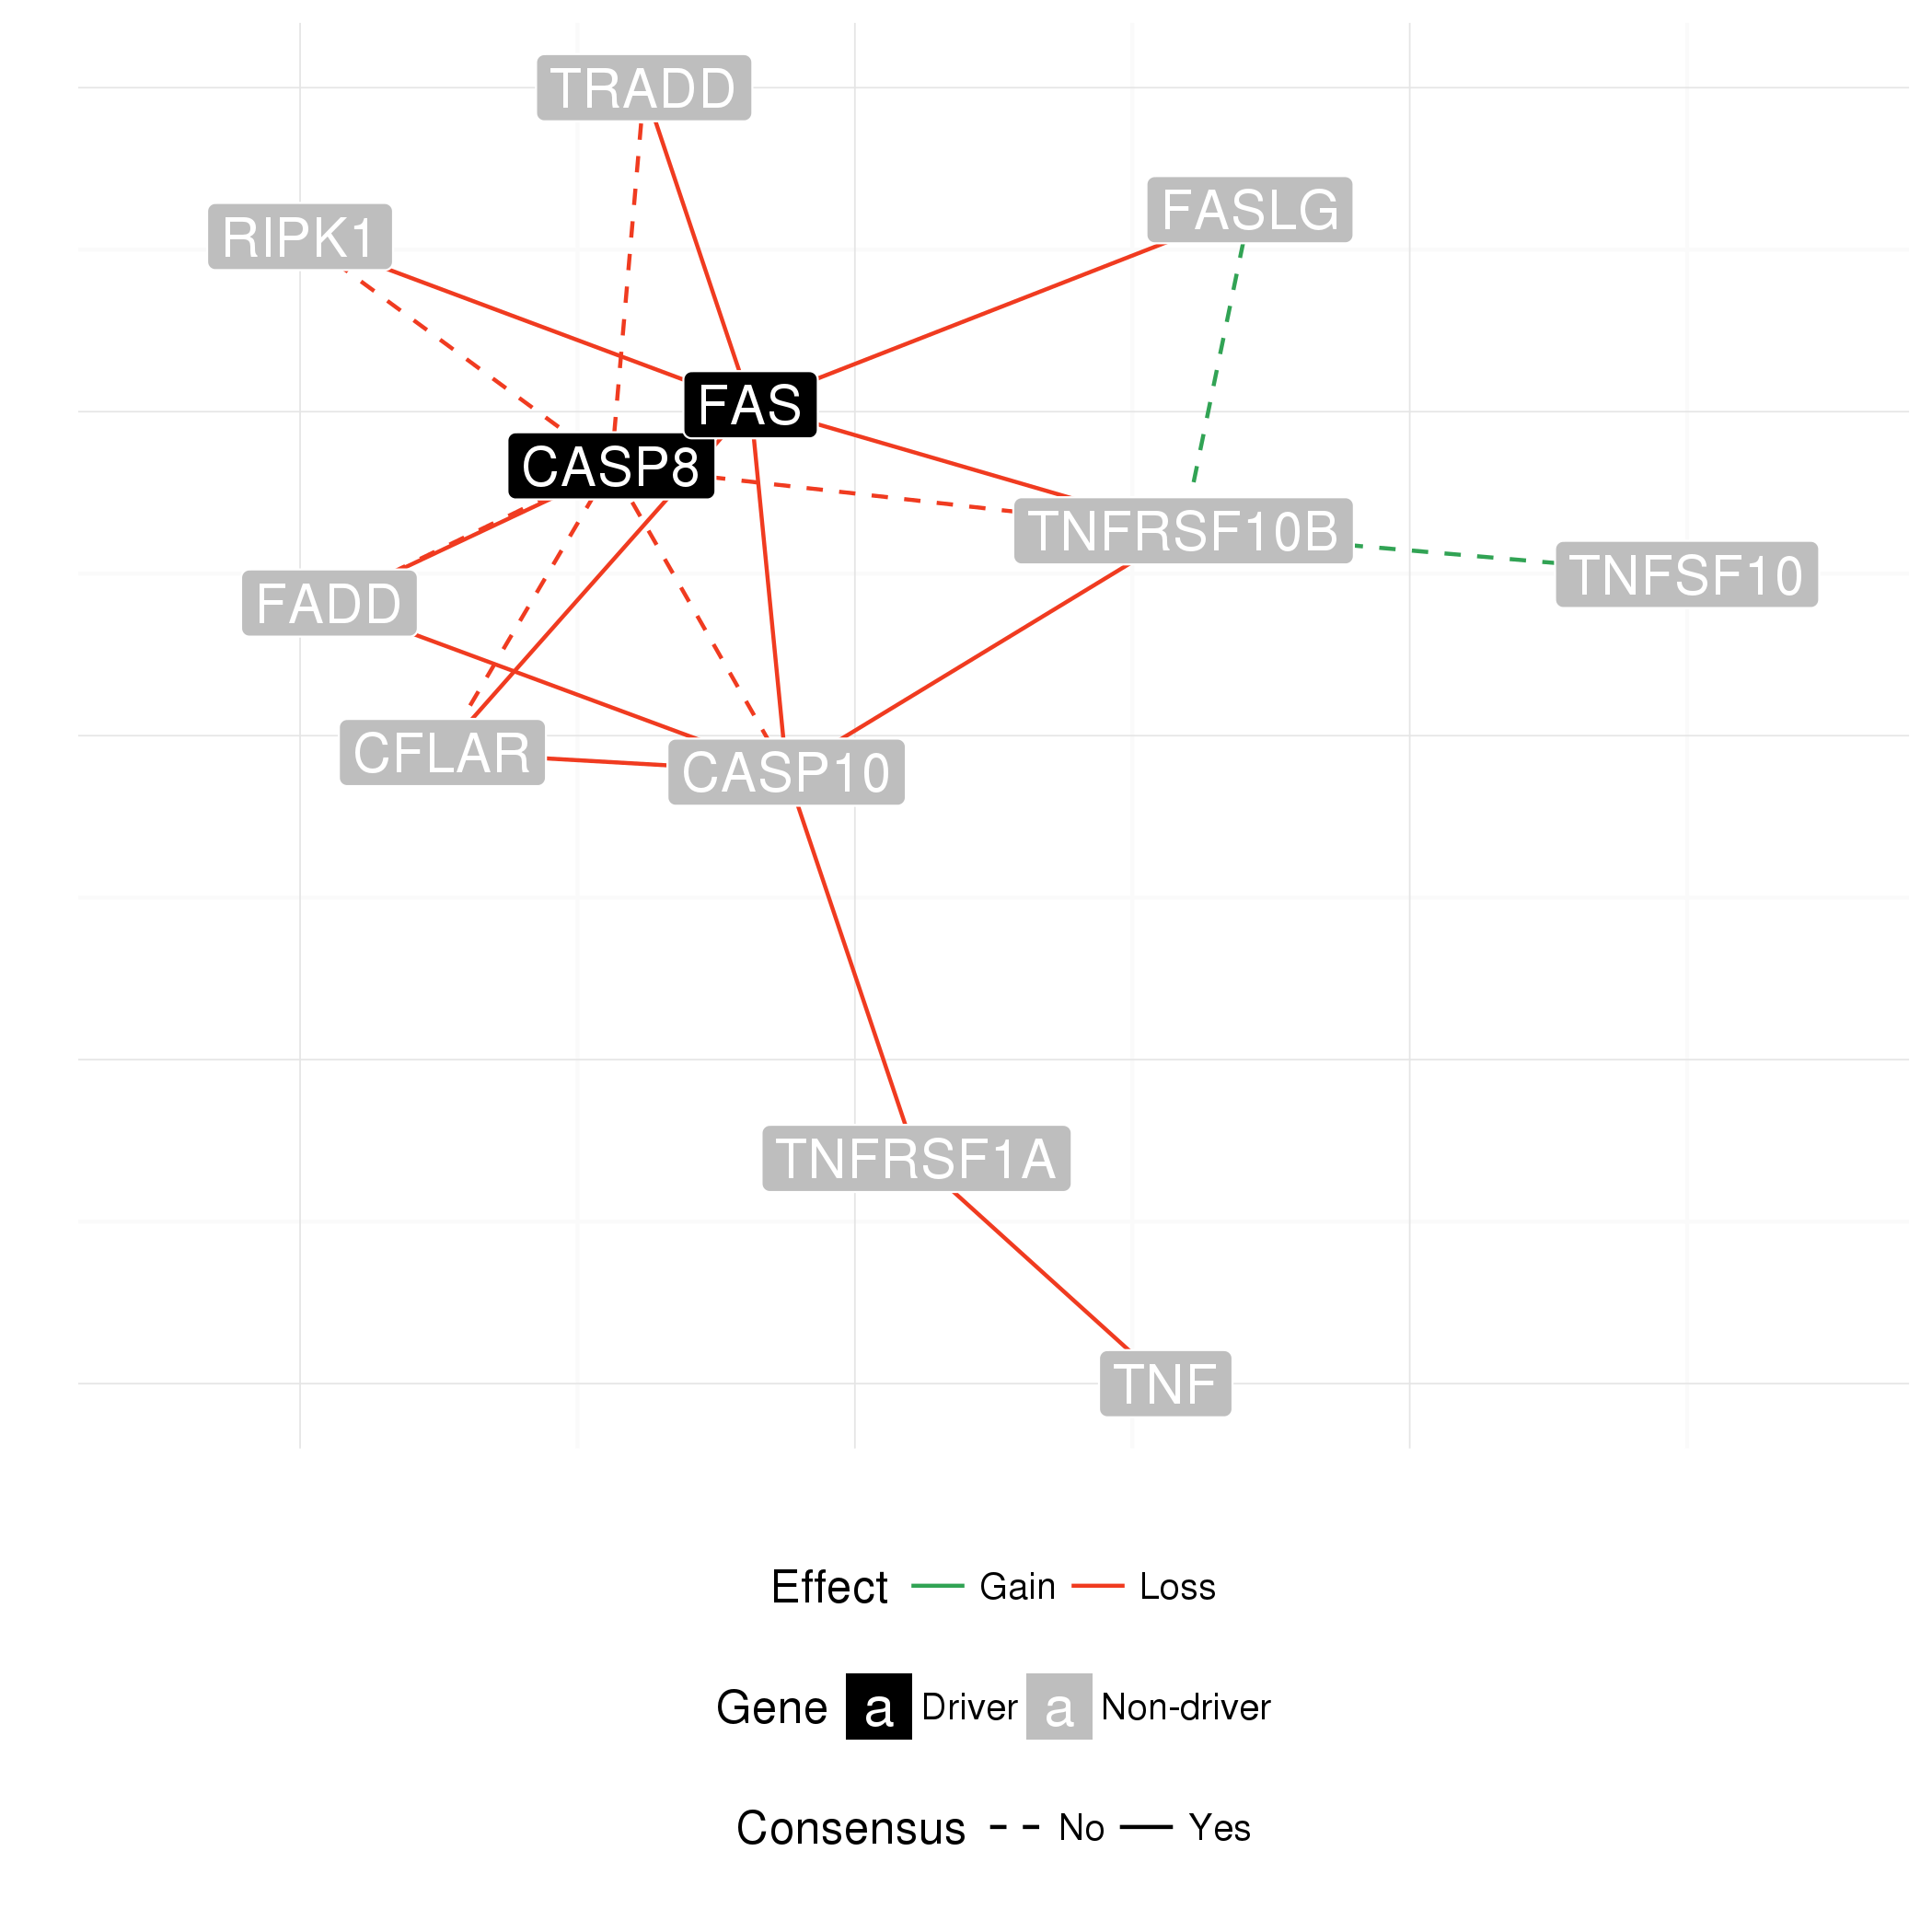 TRADD
FASLG
RIPK1
FAS
CASP8
TNFRSF10B
TNFSF10
FADD
CFLAR
CASP10
TNFRSF1A
TNF
Effect Gain Loss
Gene a Driver a Non-driver
Consensus No Yes